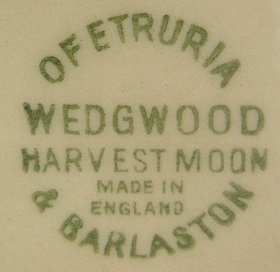 OF ETRURIA
WEDGWOOD
HARVEST MOON
MADE IN
ENGLAND
& BARLASTON